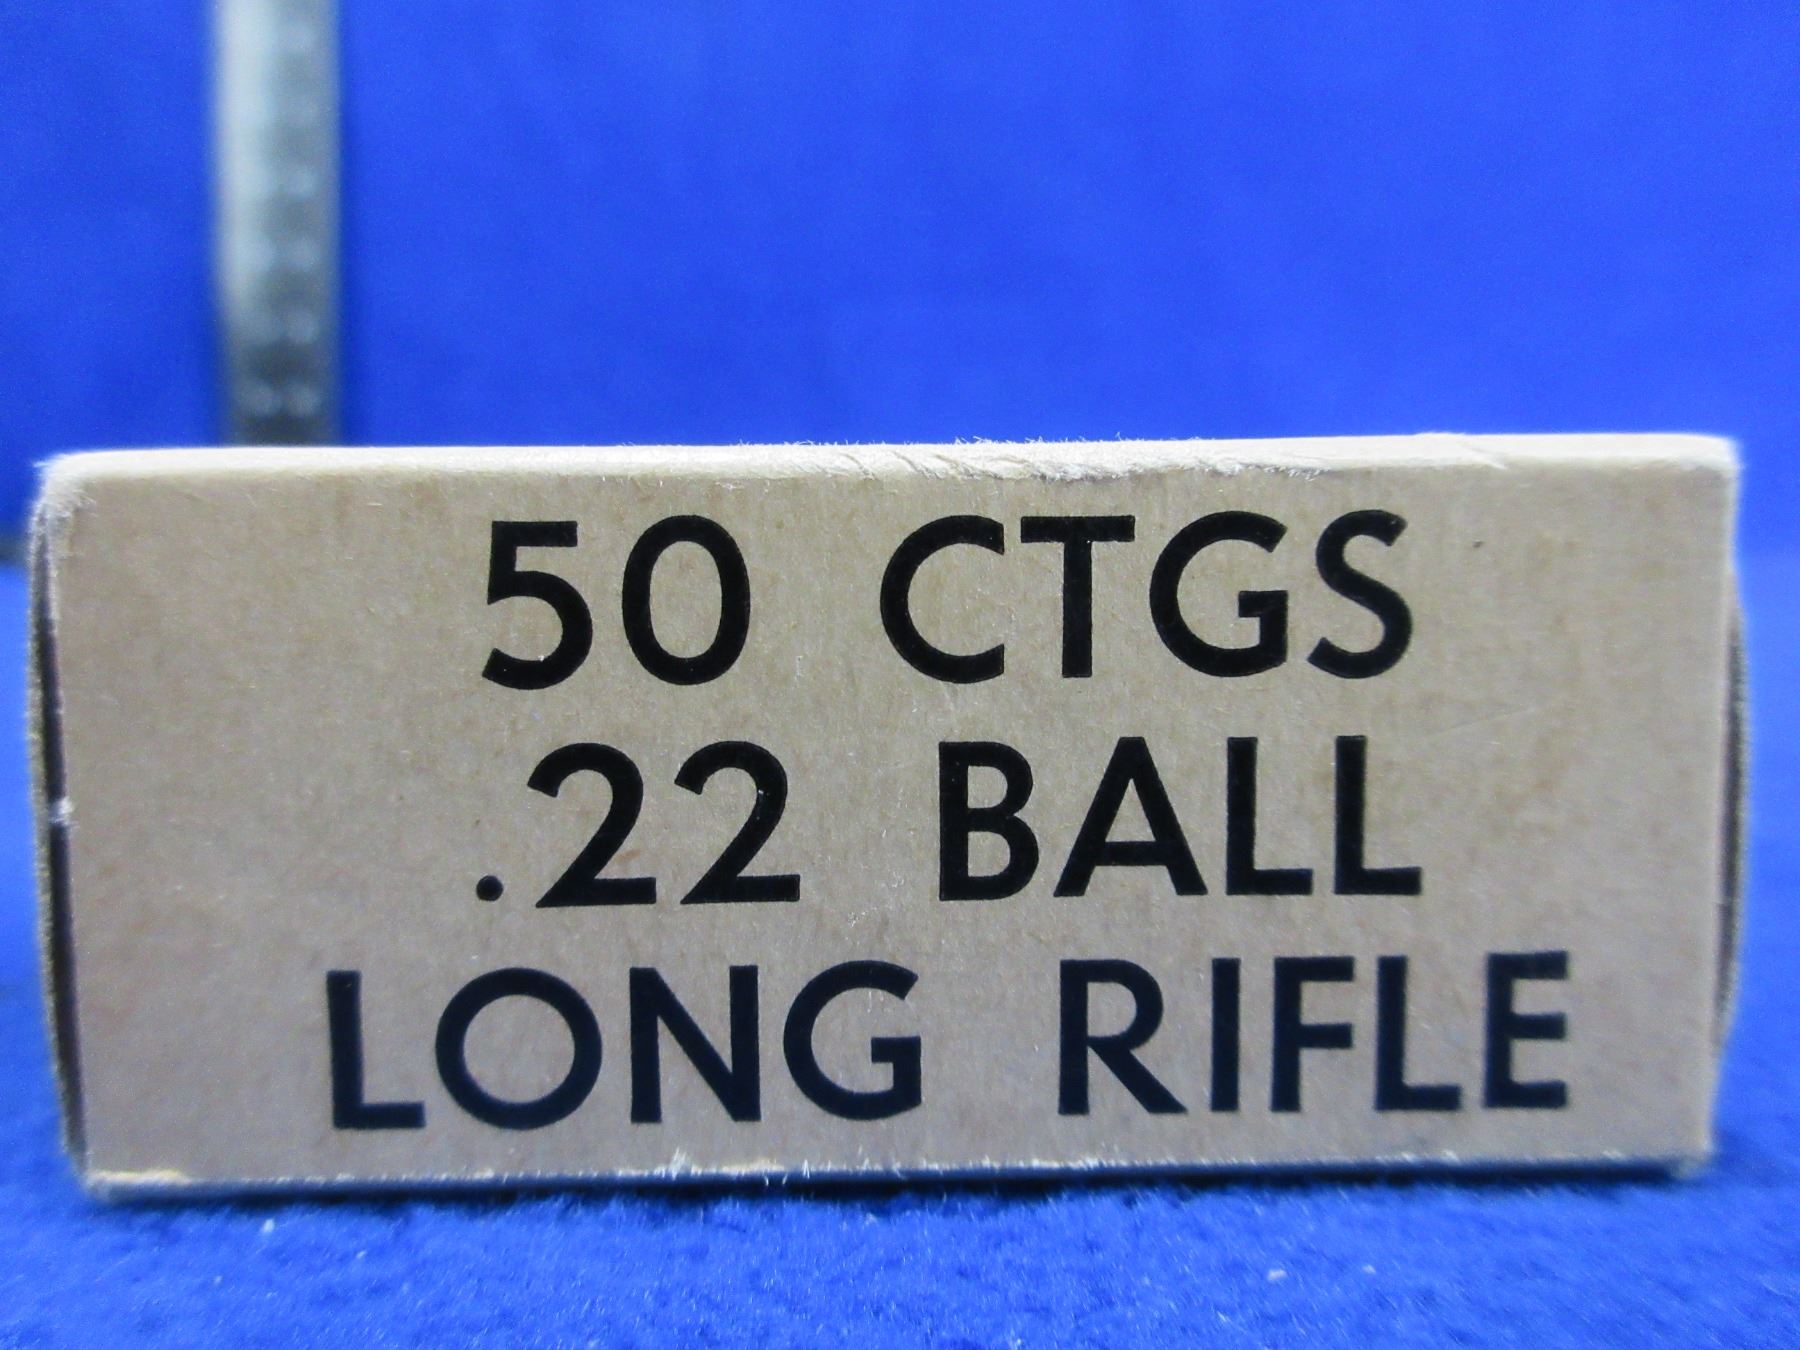 50 CTGS
.22 BALL
LONG RIFLE